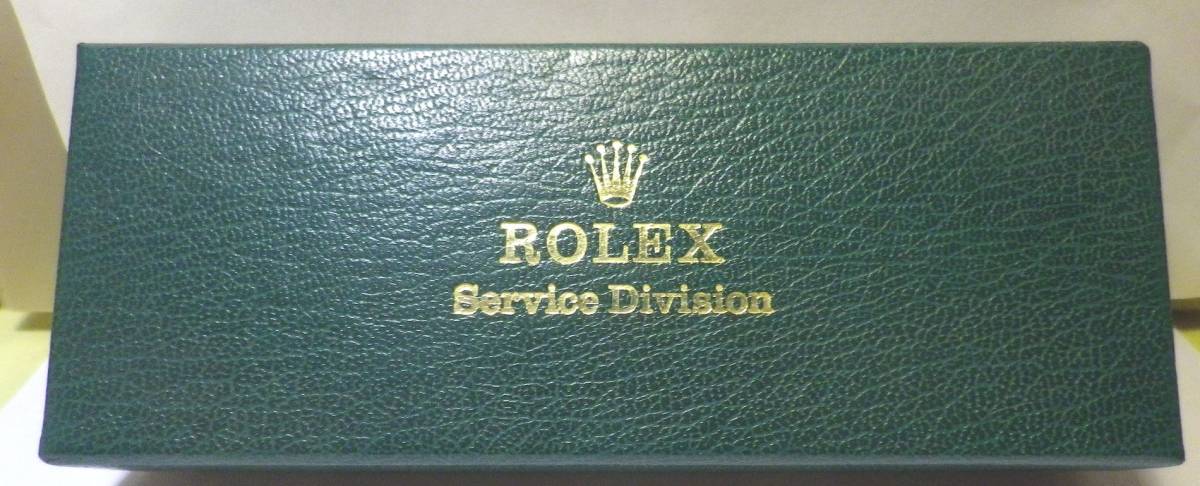 ROLEX
Service Division